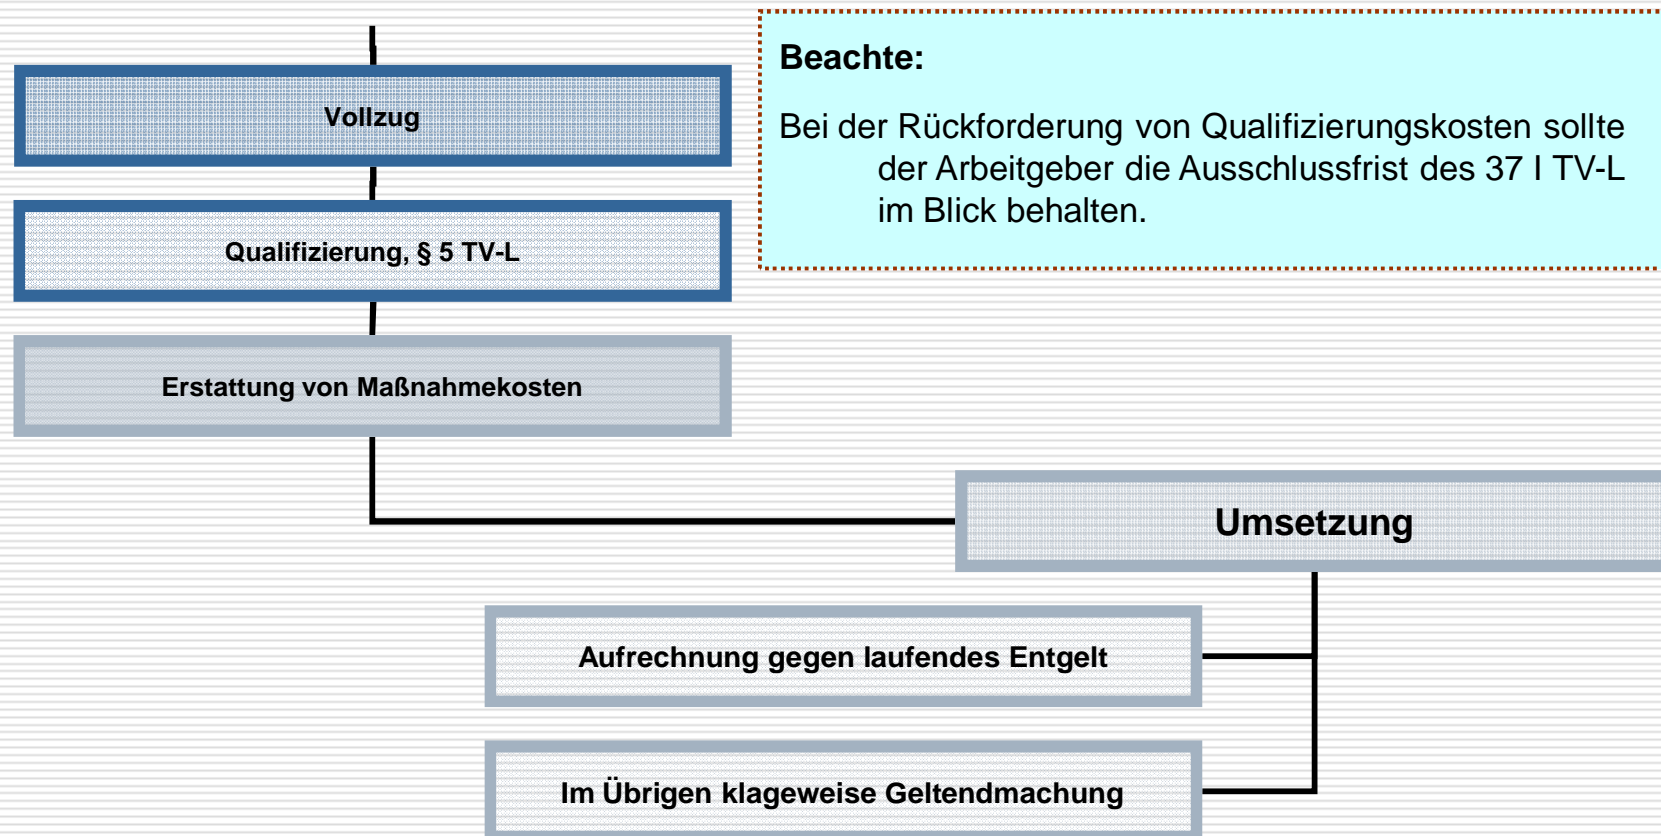 Beachte:
Bei der Rückforderung von Qualifizierungskosten sollte
der Arbeitgeber die Ausschlussfrist des 37 I TV-L
im Blick behalten.
Vollzug
Qualifizierung, § 5 TV-L
Erstattung von Maßnahmekosten
Umsetzung
Aufrechnung gegen laufendes Entgelt
Im Übrigen klageweise Geltendmachung